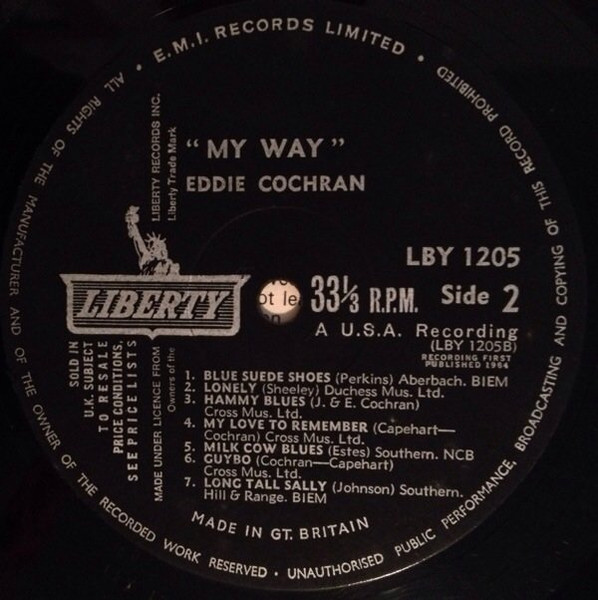 ALL RIGHTS OF THE MANUFACTURER AND OF THE OWNER OF THE RECORDED WORK RESERVED • UNAUTHORISED PUBLIC PERFORMANCE, BROADCASTING AND COPYING OF THIS RECORD PROHIBITED
• E.M.I. RECORDS LIMITED •
LIBERTY RECORDS INC.
Liberty Trade Mark
"MY WAY"
EDDIE COCHRAN
LIBERTY
LBY 1205
33⅓ R.P.M. Side 2
A U.S.A. Recording
(LBY 1205B)
RECORDING FIRST
PUBLISHED 1964
ot le
SOLD IN
U.K. SUBJECT
TO RESALE
PRICE CONDITIONS,
SEE PRICE LISTS
MADE UNDER LICENCE FROM
Owners of the
1. BLUE SUEDE SHOES (Perkins) Aberbach. BIEM
2. LONELY (Sheeley) Duchess Mus. Ltd.
3. HAMMY BLUES (J. & E. Cochran)
Cross Mus. Ltd.
4. MY LOVE TO REMEMBER (Capehart—
Cochran) Cross Mus. Ltd.
5. MILK COW BLUES (Estes) Southern. NCB
6. GUYBO (Cochran—Capehart)
Cross Mus. Ltd.
7. LONG TALL SALLY (Johnson) Southern.
Hill & Range. BIEM
MADE IN GT. BRITAIN